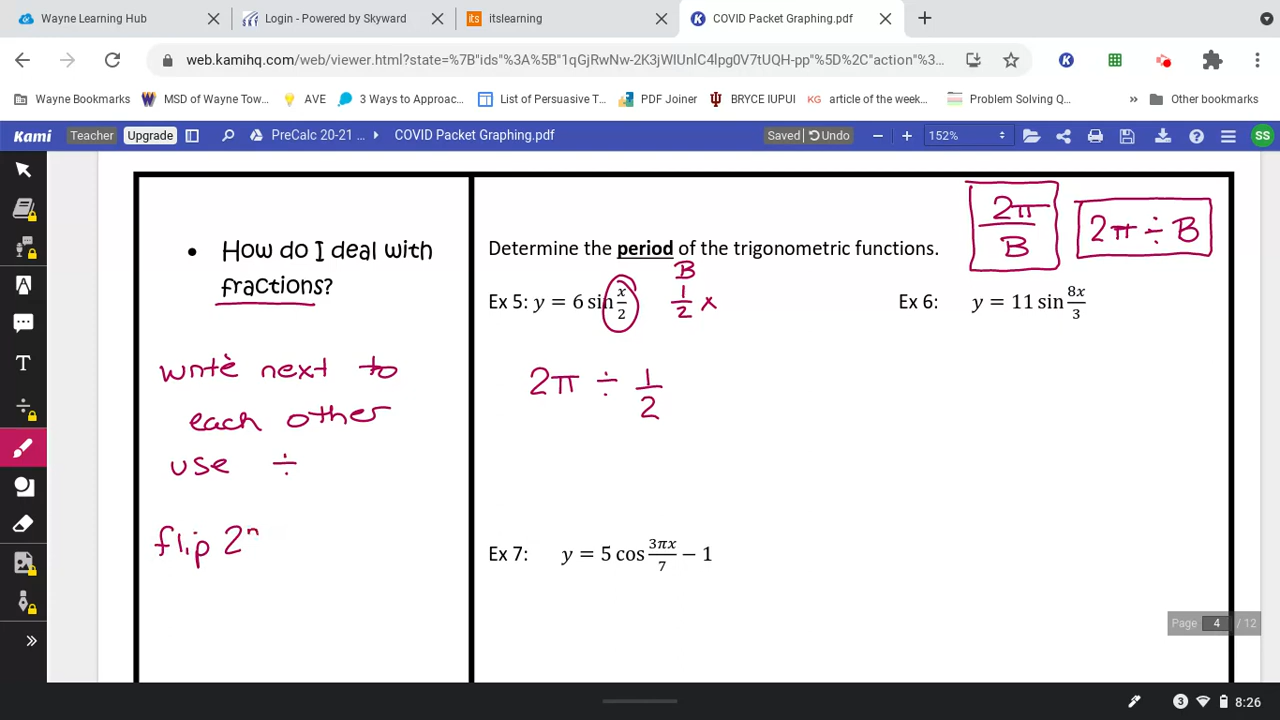 Wayne Learning Hub
Login - Powered by Skyward
itslearning
COVID Packet Graphing.pdf
web.kamihq.com/web/viewer.html?state=%7B"ids"%3A%5B"1qGjRwNw-2K3jWIUnlC4lpg0V7tUQH-pp"%5D%2C"action"%3...
Wayne Bookmarks
MSD of Wayne Tow...
AVE
3 Ways to Approac...
List of Persuasive T...
PDF Joiner
BRYCE IUPUI
KG article of the week...
Problem Solving Q...
»
Other bookmarks
Kami
Teacher
Upgrade
PreCalc 20-21 ...
COVID Packet Graphing.pdf
Saved
Undo
152%
SS
• How do I deal with
fractions?
write next to
each other
use ÷
flip 2ⁿ
2π/B
2π ÷ B
Determine the period of the trigonometric functions.
B
Ex 5: y = 6 sin x/2
1/2 x
Ex 6: y = 11 sin 8x/3
2π ÷ 1/2
Ex 7: y = 5 cos 3πx/7 − 1
Page 4 / 12
3
8:26